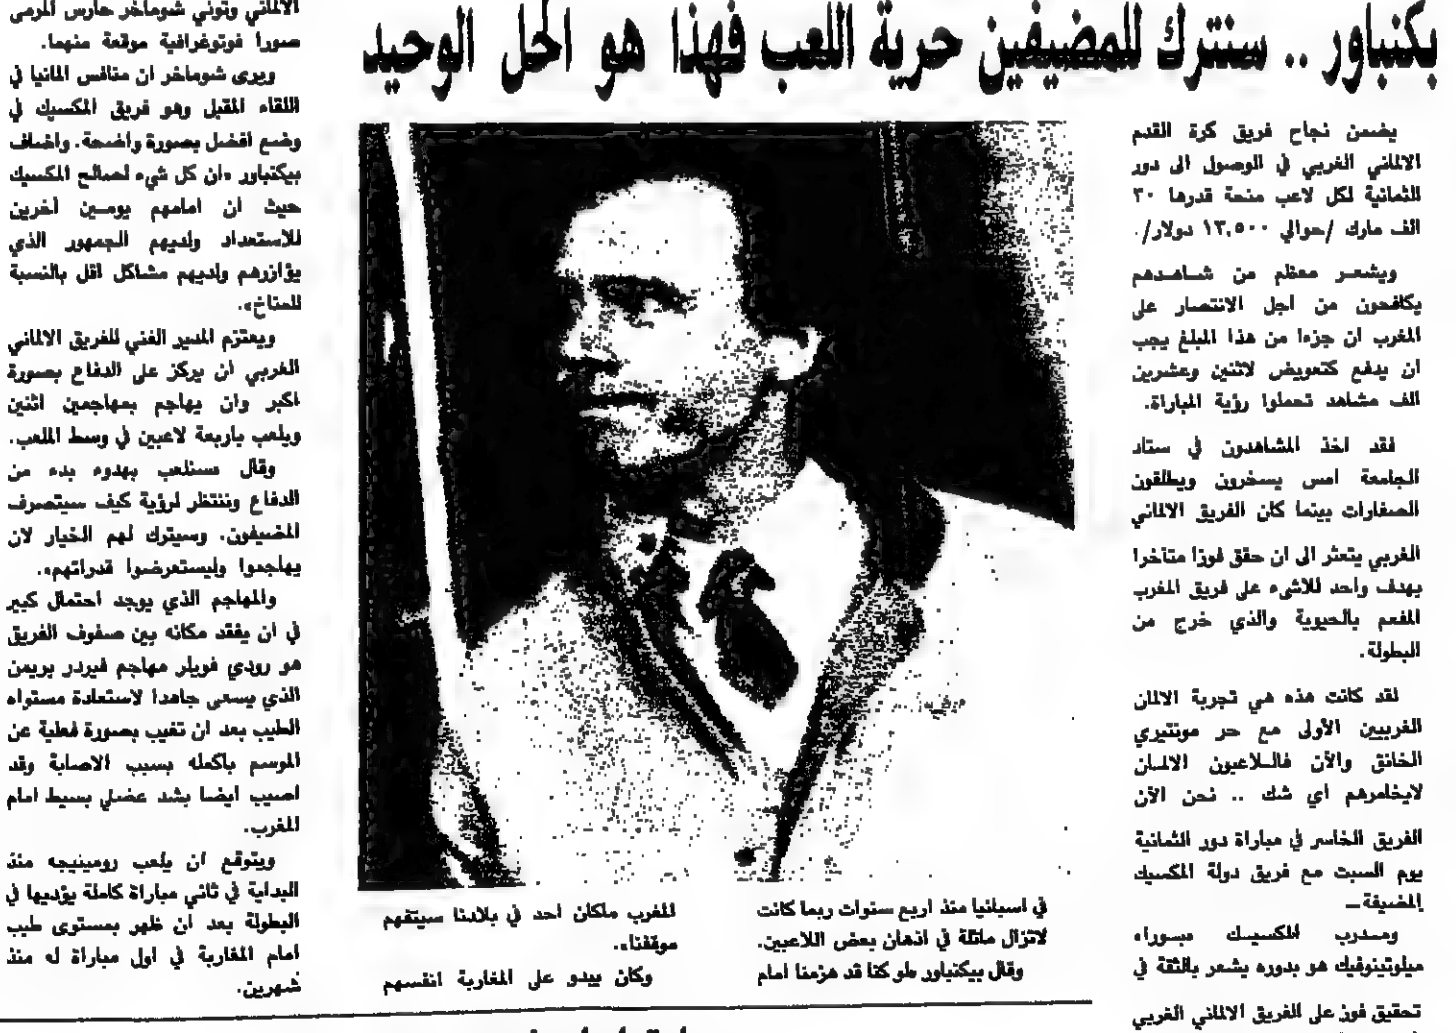 بكنباور .. سنترك للمضيفين حرية اللعب فهذا هو الحل الوحيد
يضمن نجاح فريق كرة القدم
الالماني الغربي في الوصول الى دور
الثمانية لكل لاعب منحة قدرها ٣٠
الف مارك /حوالي ١٣,٥٠٠ دولار/.
ويشعر معظم من شاهدهم
يكافحون من اجل الانتصار على
المغرب ان جزءا من هذا المبلغ يجب
ان يدفع كتعويض لاثنين وعشرين
الف مشاهد تحملوا رؤية المباراة.
فقد اخذ المشاهدون في ستاد
الجامعة امس يسخرون ويطلقون
الصفارات بينما كان الفريق الالماني
الغربي يتعثر الى ان حقق فوزا متأخرا
بهدف واحد للاشىء على فريق المغرب
المفعم بالحيوية والذي خرج من
البطولة.
لقد كانت هذه هي تجربة الالمان
الغربيين الأولى مع حر مونتيري
الخانق والآن فاللاعبون الالمان
لايخامرهم اي شك .. نحن الآن
الفريق الخاسر في مباراة دور الثمانية
يوم السبت مع فريق دولة المكسيك
المضيفة ـ
ومدرب المكسيك «بسورا»
ميلوتينوفيك هو بدوره يشعر بالثقة في
تحقيق فوز على الفريق الالماني الغربي
في اسبانيا منذ اربع سنوات ربما كانت
لاتزال ماثلة في اذهان بعض اللاعبين.
وقال بيكنباور «لو كنا قد هزمنا امام
المغرب ماكان احد في بلادنا سيتفهم
موقفنا».
وكان يبدو على المغاربة انفسهم
الالماني وتوني شوماخر حارس المرمى
صورا فوتوغرافية موقعة منهما.
ويرى شوماخر ان منافس المانيا في
اللقاء المقبل وهو فريق المكسيك في
وضع افضل بصورة واضحة. واضاف
بيكنباور «ان كل شيء لصالح المكسيك
حيث ان امامهم يومين آخرين
للاستعداد ولديهم الجمهور الذي
يؤازرهم ولديهم مشاكل اقل بالنسبة
للمناخ».
ويعتزم المدير الفني للفريق الالماني
الغربي ان يركز على الدفاع بصورة
اكبر وان يهاجم بمهاجمين اثنين
ويلعب باربعة لاعبين في وسط الملعب.
وقال «سنلعب بهدوء بدء من
الدفاع وننتظر لرؤية كيف سيتصرف
المضيفون. وسيترك لهم الخيار لان
يهاجموا وليستعرضوا قدراتهم».
والمهاجم الذي يوجد احتمال كبير
في ان يفقد مكانه بين صفوف الفريق
هو رودي فويلر مهاجم فيردر بريمن
الذي يسعى جاهدا لاستعادة مستواه
الطيب بعد ان تغيب بصورة فعلية عن
الموسم باكمله بسبب الاصابة وقد
اصيب ايضا بشد عضلي بسيط امام
المغرب.
ويتوقع ان يلعب رومينيجه منذ
البداية في ثاني مباراة كاملة يؤديها في
البطولة بعد ان ظهر بمستوى طيب
امام المغاربة في اول مباراة له منذ
شهرين.